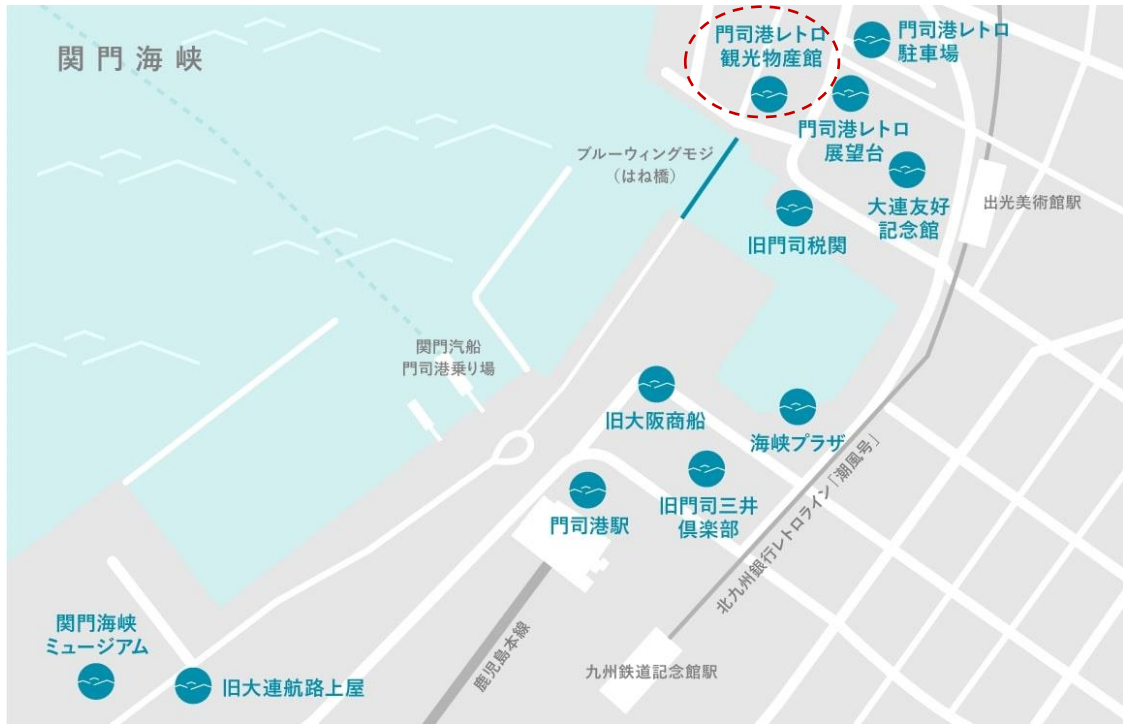 関門海峡
門司港レトロ
観光物産館
門司港レトロ
駐車場
門司港レトロ
展望台
ブルーウィングモジ
（はね橋）
大連友好
記念館
出光美術館駅
旧門司税関
関門汽船
門司港乗り場
旧大阪商船
海峡プラザ
旧門司三井
倶楽部
門司港駅
北九州銀行レトロライン「潮風号」
鹿児島本線
九州鉄道記念館駅
関門海峡
ミュージアム
旧大連航路上屋